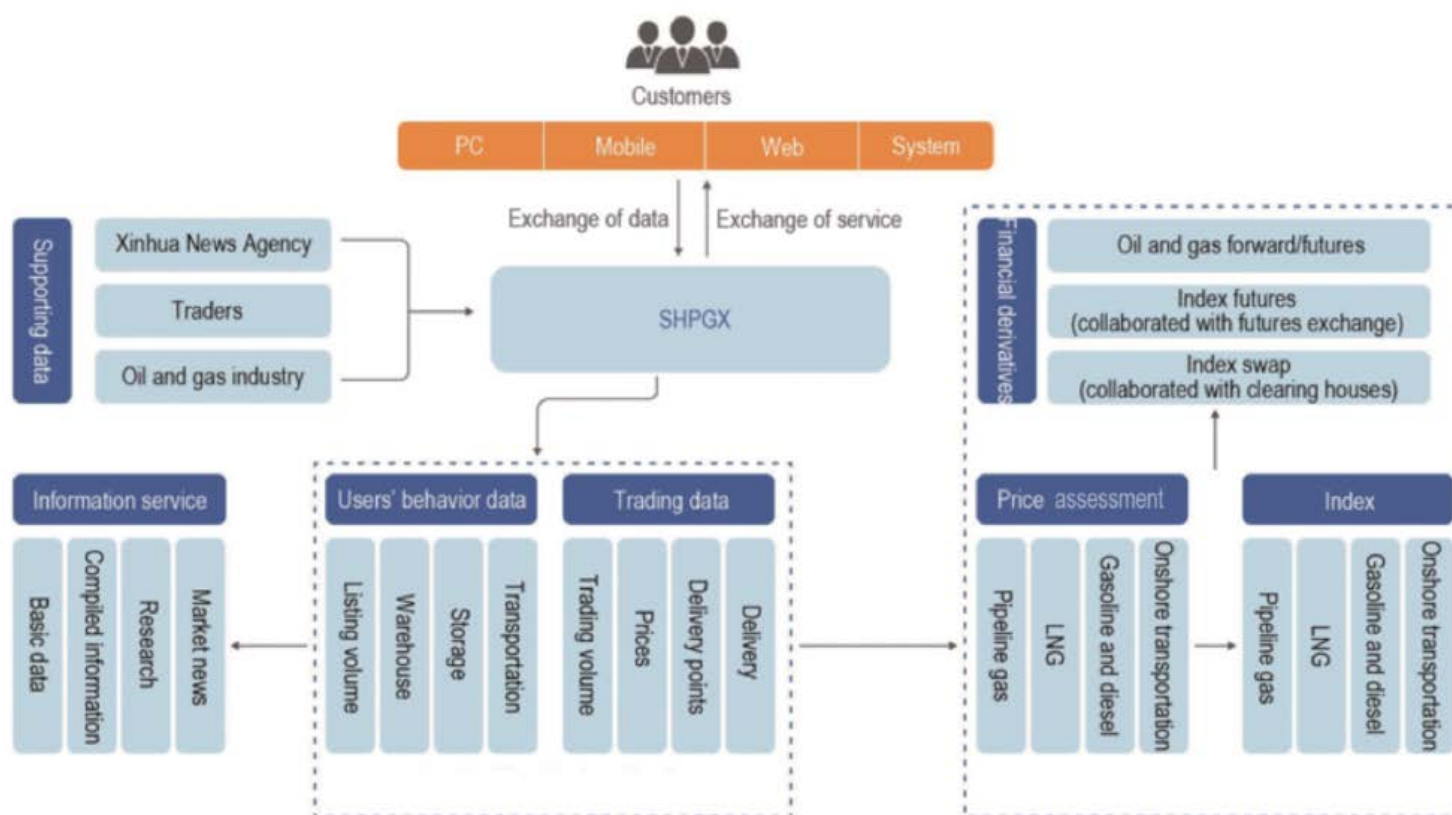 Customers
PC
Mobile
Web
System
Exchange of data
Exchange of service
Supporting data
Xinhua News Agency
Traders
Oil and gas industry
SHPGX
Financial derivatives
Oil and gas forward/futures
Index futures
(collaborated with futures exchange)
Index swap
(collaborated with clearing houses)
Information service
Basic data
Compiled information
Research
Market news
Users' behavior data
Listing volume
Warehouse
Storage
Transportation
Trading data
Trading volume
Prices
Delivery points
Delivery
Price assessment
Pipeline gas
LNG
Gasoline and diesel
Onshore transportation
Index
Pipeline gas
LNG
Gasoline and diesel
Onshore transportation